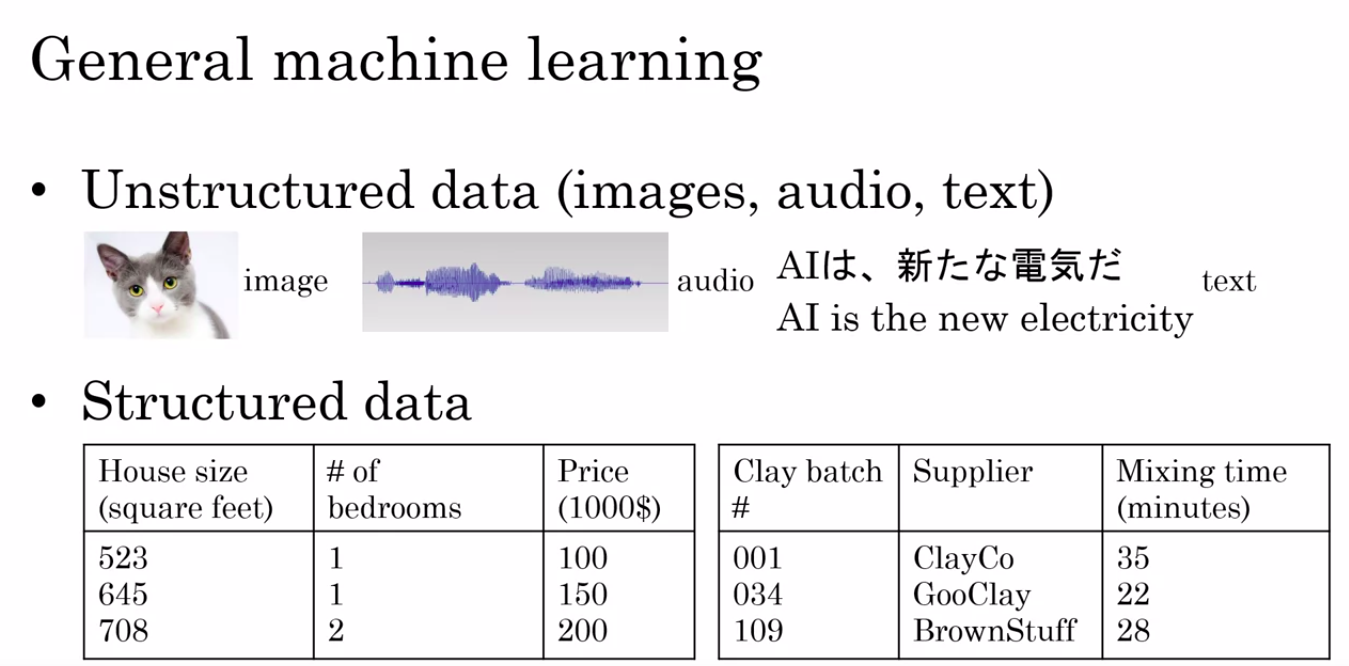 General machine learning
• Unstructured data (images, audio, text)
image
audio
AIは、新たな電気だ
AI is the new electricity
text
• Structured data
House size (square feet) # of bedrooms Price (1000$)
523 1 100
645 1 150
708 2 200
Clay batch # Supplier Mixing time (minutes)
001 ClayCo 35
034 GooClay 22
109 BrownStuff 28